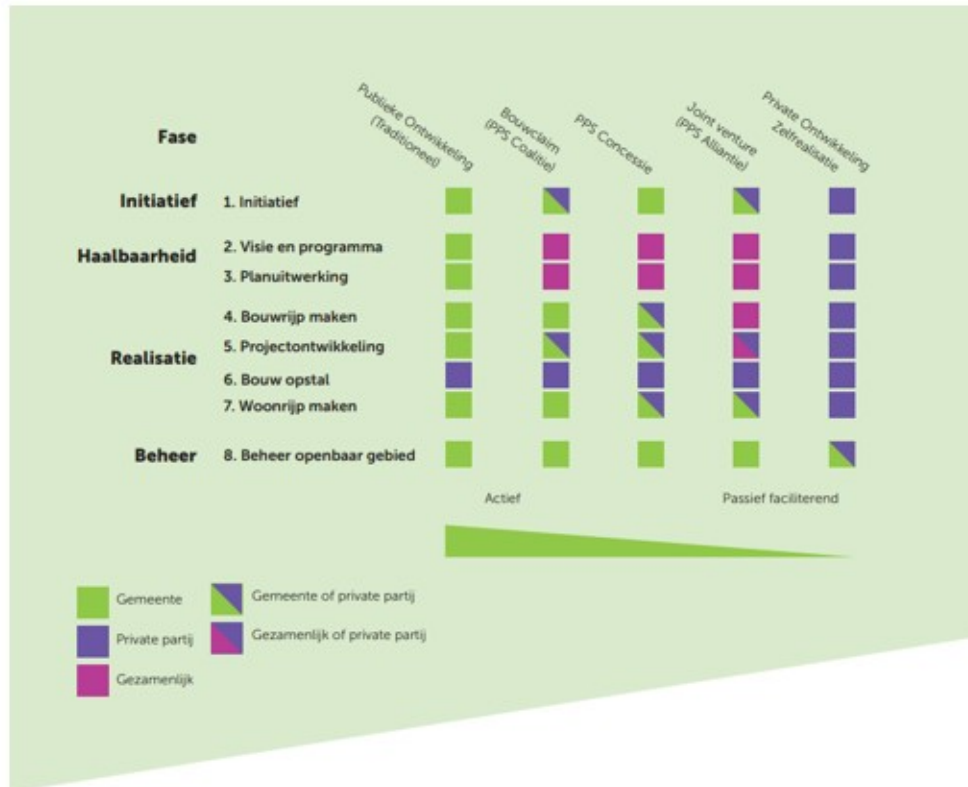 Publieke Ontwikkeling
(Traditioneel)
Bouwclaim
(PPS Coalitie)
PPS Concessie
Joint venture
(PPS Alliantie)
Private Ontwikkeling
Zelfrealisatie
Fase
Initiatief
1. Initiatief
Haalbaarheid
2. Visie en programma
3. Planuitwerking
Realisatie
4. Bouwrijp maken
5. Projectontwikkeling
6. Bouw opstal
7. Woonrijp maken
Beheer
8. Beheer openbaar gebied
Actief
Passief faciliterend
Gemeente
Gemeente of private partij
Private partij
Gezamenlijk of private partij
Gezamenlijk